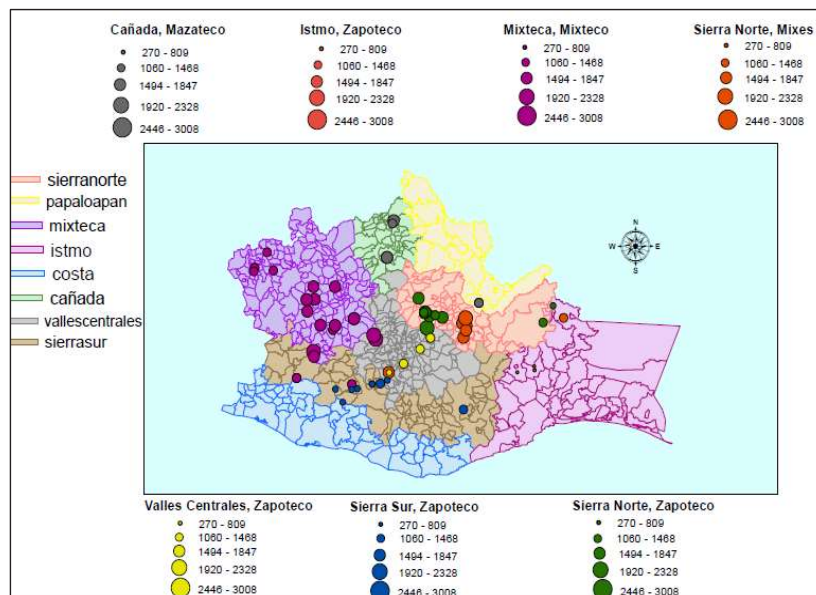 Cañada, Mazateco
270 - 809
1060 - 1468
1494 - 1847
1920 - 2328
2446 - 3008
Istmo, Zapoteco
270 - 809
1060 - 1468
1494 - 1847
1920 - 2328
2446 - 3008
Mixteca, Mixteco
270 - 809
1060 - 1468
1494 - 1847
1920 - 2328
2446 - 3008
Sierra Norte, Mixes
270 - 809
1060 - 1468
1494 - 1847
1920 - 2328
2446 - 3008
sierranorte
papaloapan
mixteca
istmo
costa
cañada
vallescentrales
sierrasur
N
W E
S
Valles Centrales, Zapoteco
270 - 809
1060 - 1468
1494 - 1847
1920 - 2328
2446 - 3008
Sierra Sur, Zapoteco
270 - 809
1060 - 1468
1494 - 1847
1920 - 2328
2446 - 3008
Sierra Norte, Zapoteco
270 - 809
1060 - 1468
1494 - 1847
1920 - 2328
2446 - 3008